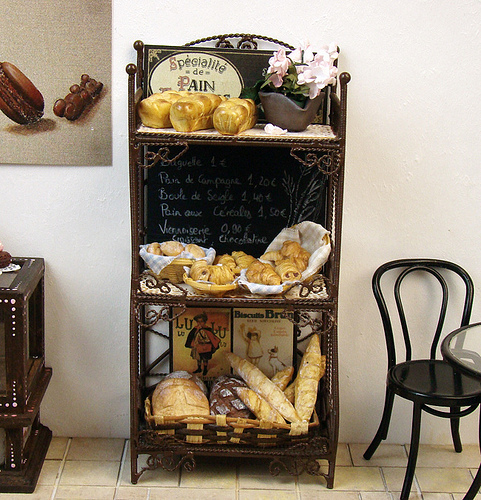 Spécialité
de
PAIN
Baguette 1 €
Pain de Campagne 1,20€
Boule de Seigle 1,40€
Pain aux Céréales 1,50€
Viennoiserie 0,90 €
Croissant, Chocolatine
LU LU
Biscuits Brun